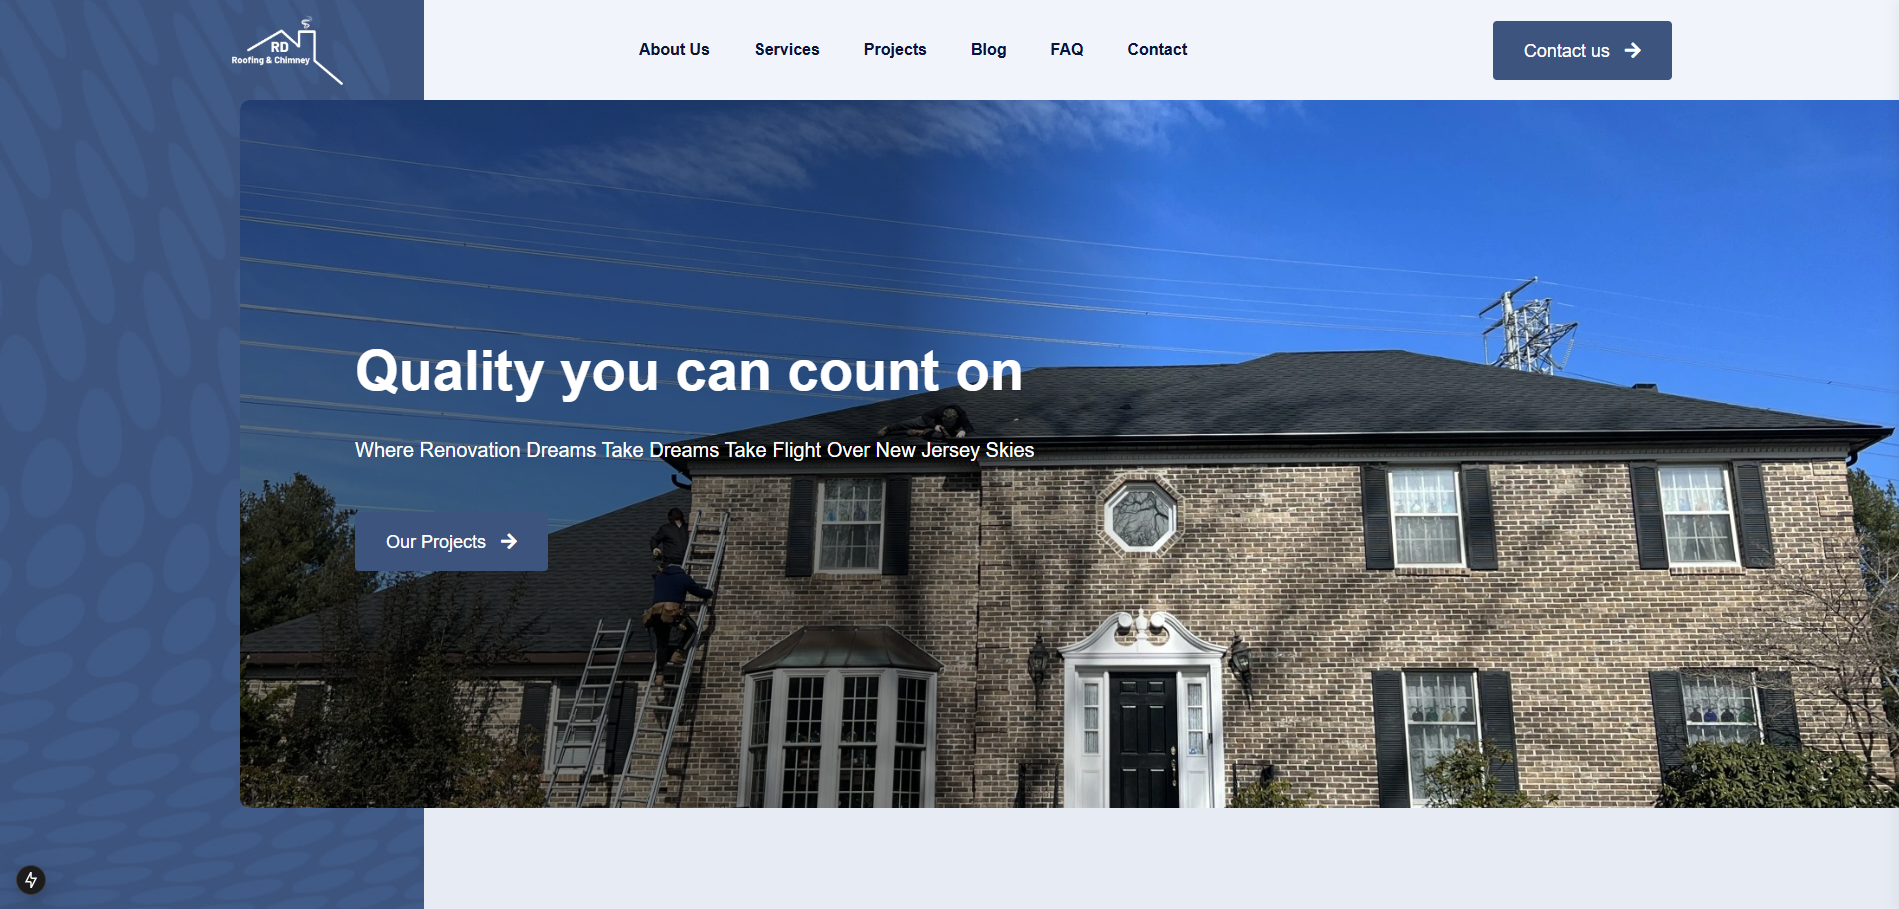 RD
Roofing & Chimney
About Us
Services
Projects
Blog
FAQ
Contact
Contact us
Quality you can count on
Where Renovation Dreams Take Dreams Take Flight Over New Jersey Skies
Our Projects